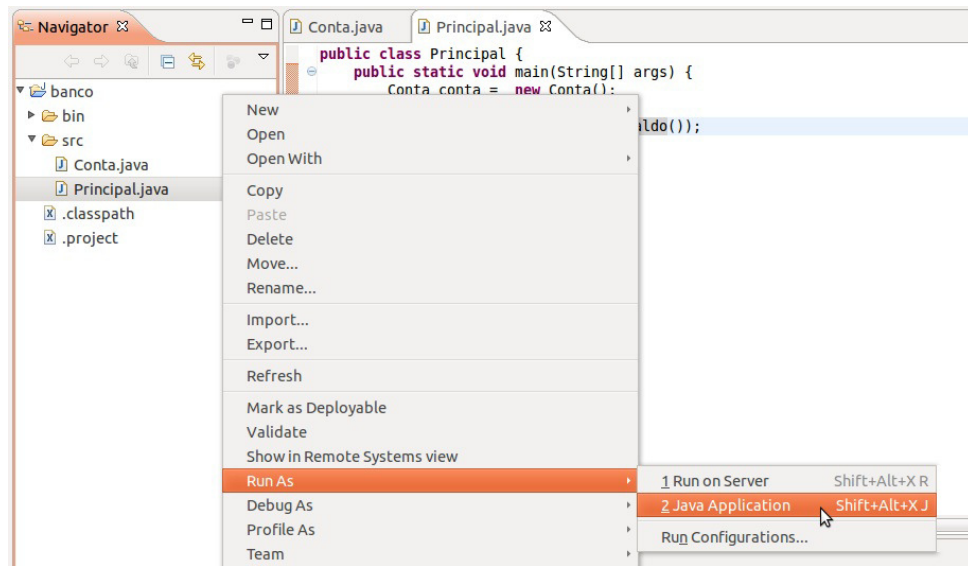 Navigator
Conta.java
Principal.java
public class Principal {
public static void main(String[] args) {
Conta conta = new Conta();
aldo());
banco
bin
src
Conta.java
Principal.java
.classpath
.project
New
Open
Open With
Copy
Paste
Delete
Move...
Rename...
Import...
Export...
Refresh
Mark as Deployable
Validate
Show in Remote Systems view
Run As
Debug As
Profile As
Team
1 Run on Server Shift+Alt+X R
2 Java Application Shift+Alt+X J
Run Configurations...